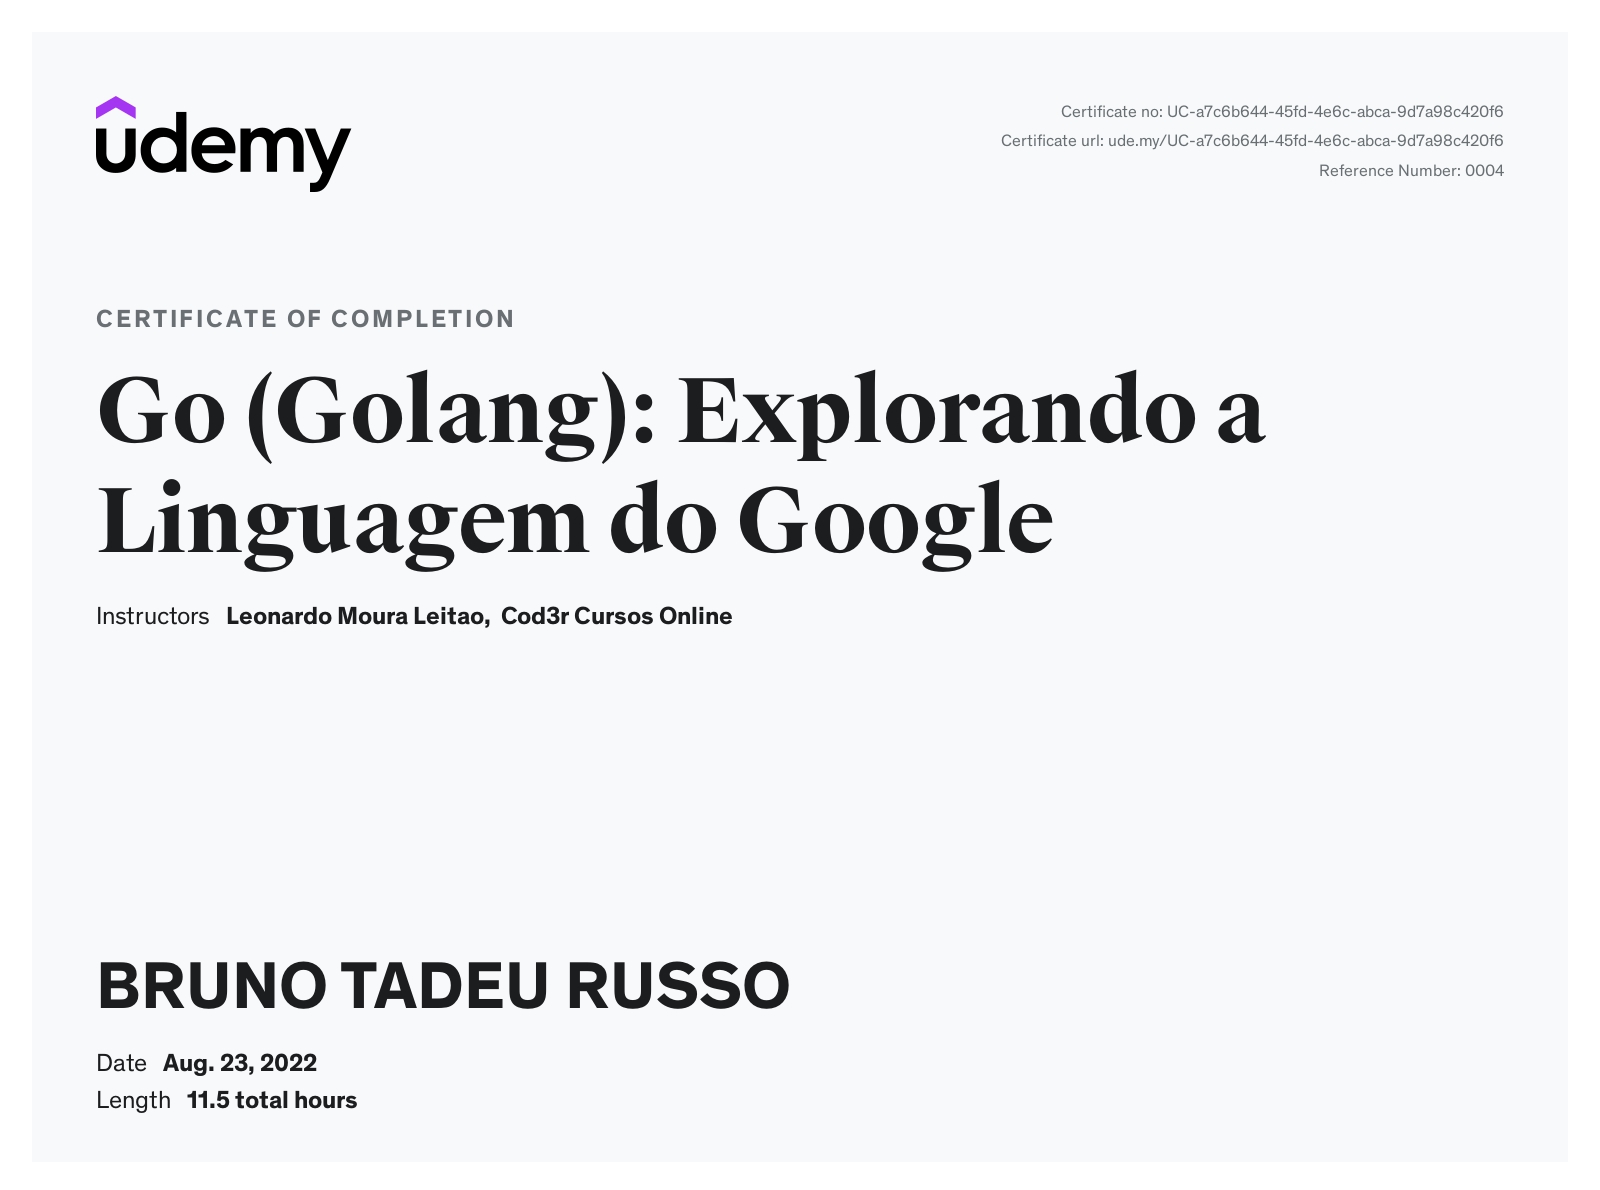 udemy
Certificate no: UC-a7c6b644-45fd-4e6c-abca-9d7a98c420f6
Certificate url: ude.my/UC-a7c6b644-45fd-4e6c-abca-9d7a98c420f6
Reference Number: 0004
CERTIFICATE OF COMPLETION
Go (Golang): Explorando a
Linguagem do Google
Instructors Leonardo Moura Leitao, Cod3r Cursos Online
BRUNO TADEU RUSSO
Date Aug. 23, 2022
Length 11.5 total hours